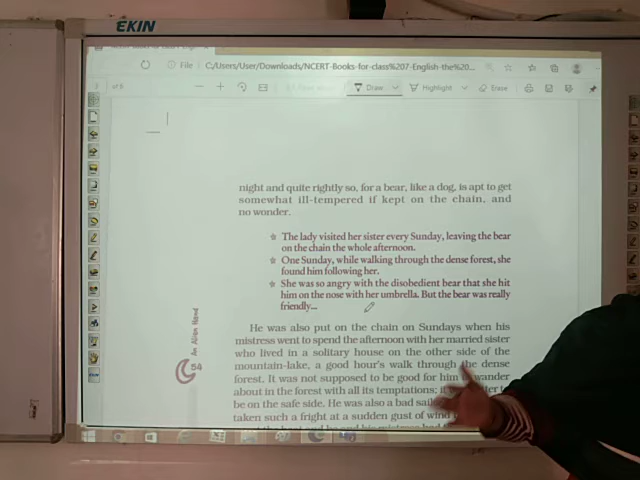 EKIN
File C:/Users/User/Downloads/NCERT-Books-for-class%207-English-the%20...
of 6 Draw Highlight Erase
night and quite rightly so, for a bear, like a dog, is apt to get
somewhat ill-tempered if kept on the chain, and
no wonder.
The lady visited her sister every Sunday, leaving the bear
on the chain the whole afternoon.
One Sunday, while walking through the dense forest, she
found him following her.
She was so angry with the disobedient bear that she hit
him on the nose with her umbrella. But the bear was really
friendly...
An Alien Hand
54
He was also put on the chain on Sundays when his
mistress went to spend the afternoon with her married sister
who lived in a solitary house on the other side of the
mountain-lake, a good hour's walk through the dense
forest. It was not supposed to be good for him wander
about in the forest with all its temptations;
be on the safe side. He was also a bad
taken such a fright at a sudden gust of wind